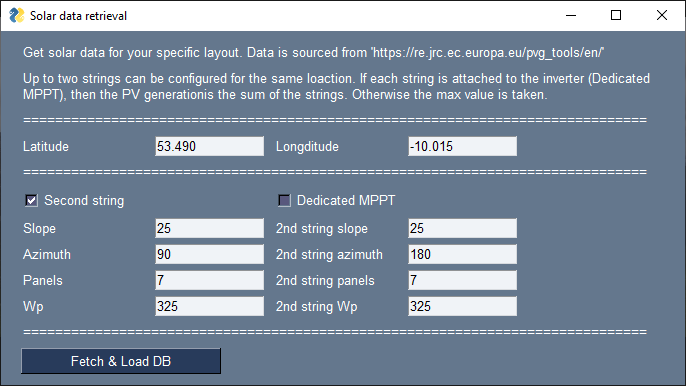 Solar data retrieval
Get solar data for your specific layout. Data is sourced from 'https://re.jrc.ec.europa.eu/pvg_tools/en/'
Up to two strings can be configured for the same loaction. If each string is attached to the inverter (Dedicated
MPPT), then the PV generationis the sum of the strings. Otherwise the max value is taken.
==========================================================================
Latitude 53.490 Longditude -10.015
==========================================================================
Second string Dedicated MPPT
Slope 25 2nd string slope 25
Azimuth 90 2nd string azimuth 180
Panels 7 2nd string panels 7
Wp 325 2nd string Wp 325
==========================================================================
Fetch & Load DB